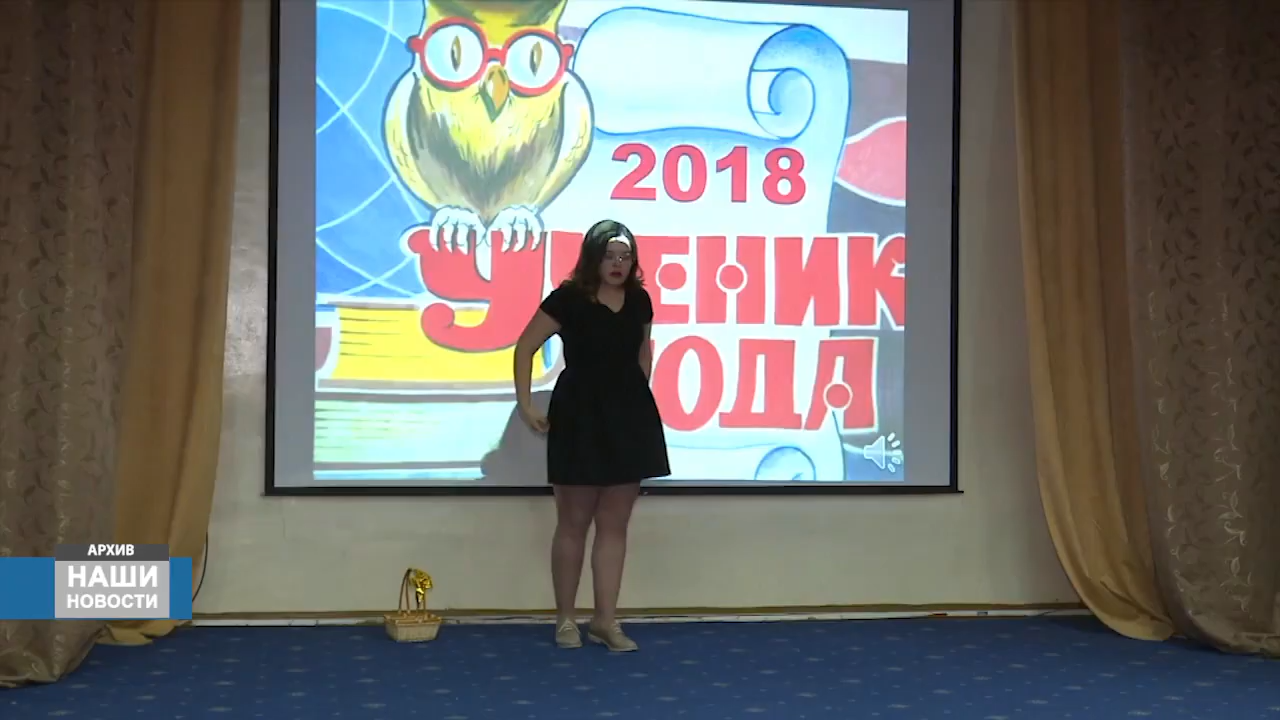 2018
УЧЕНИК
ГОДА
АРХИВ
НАШИ
НОВОСТИ